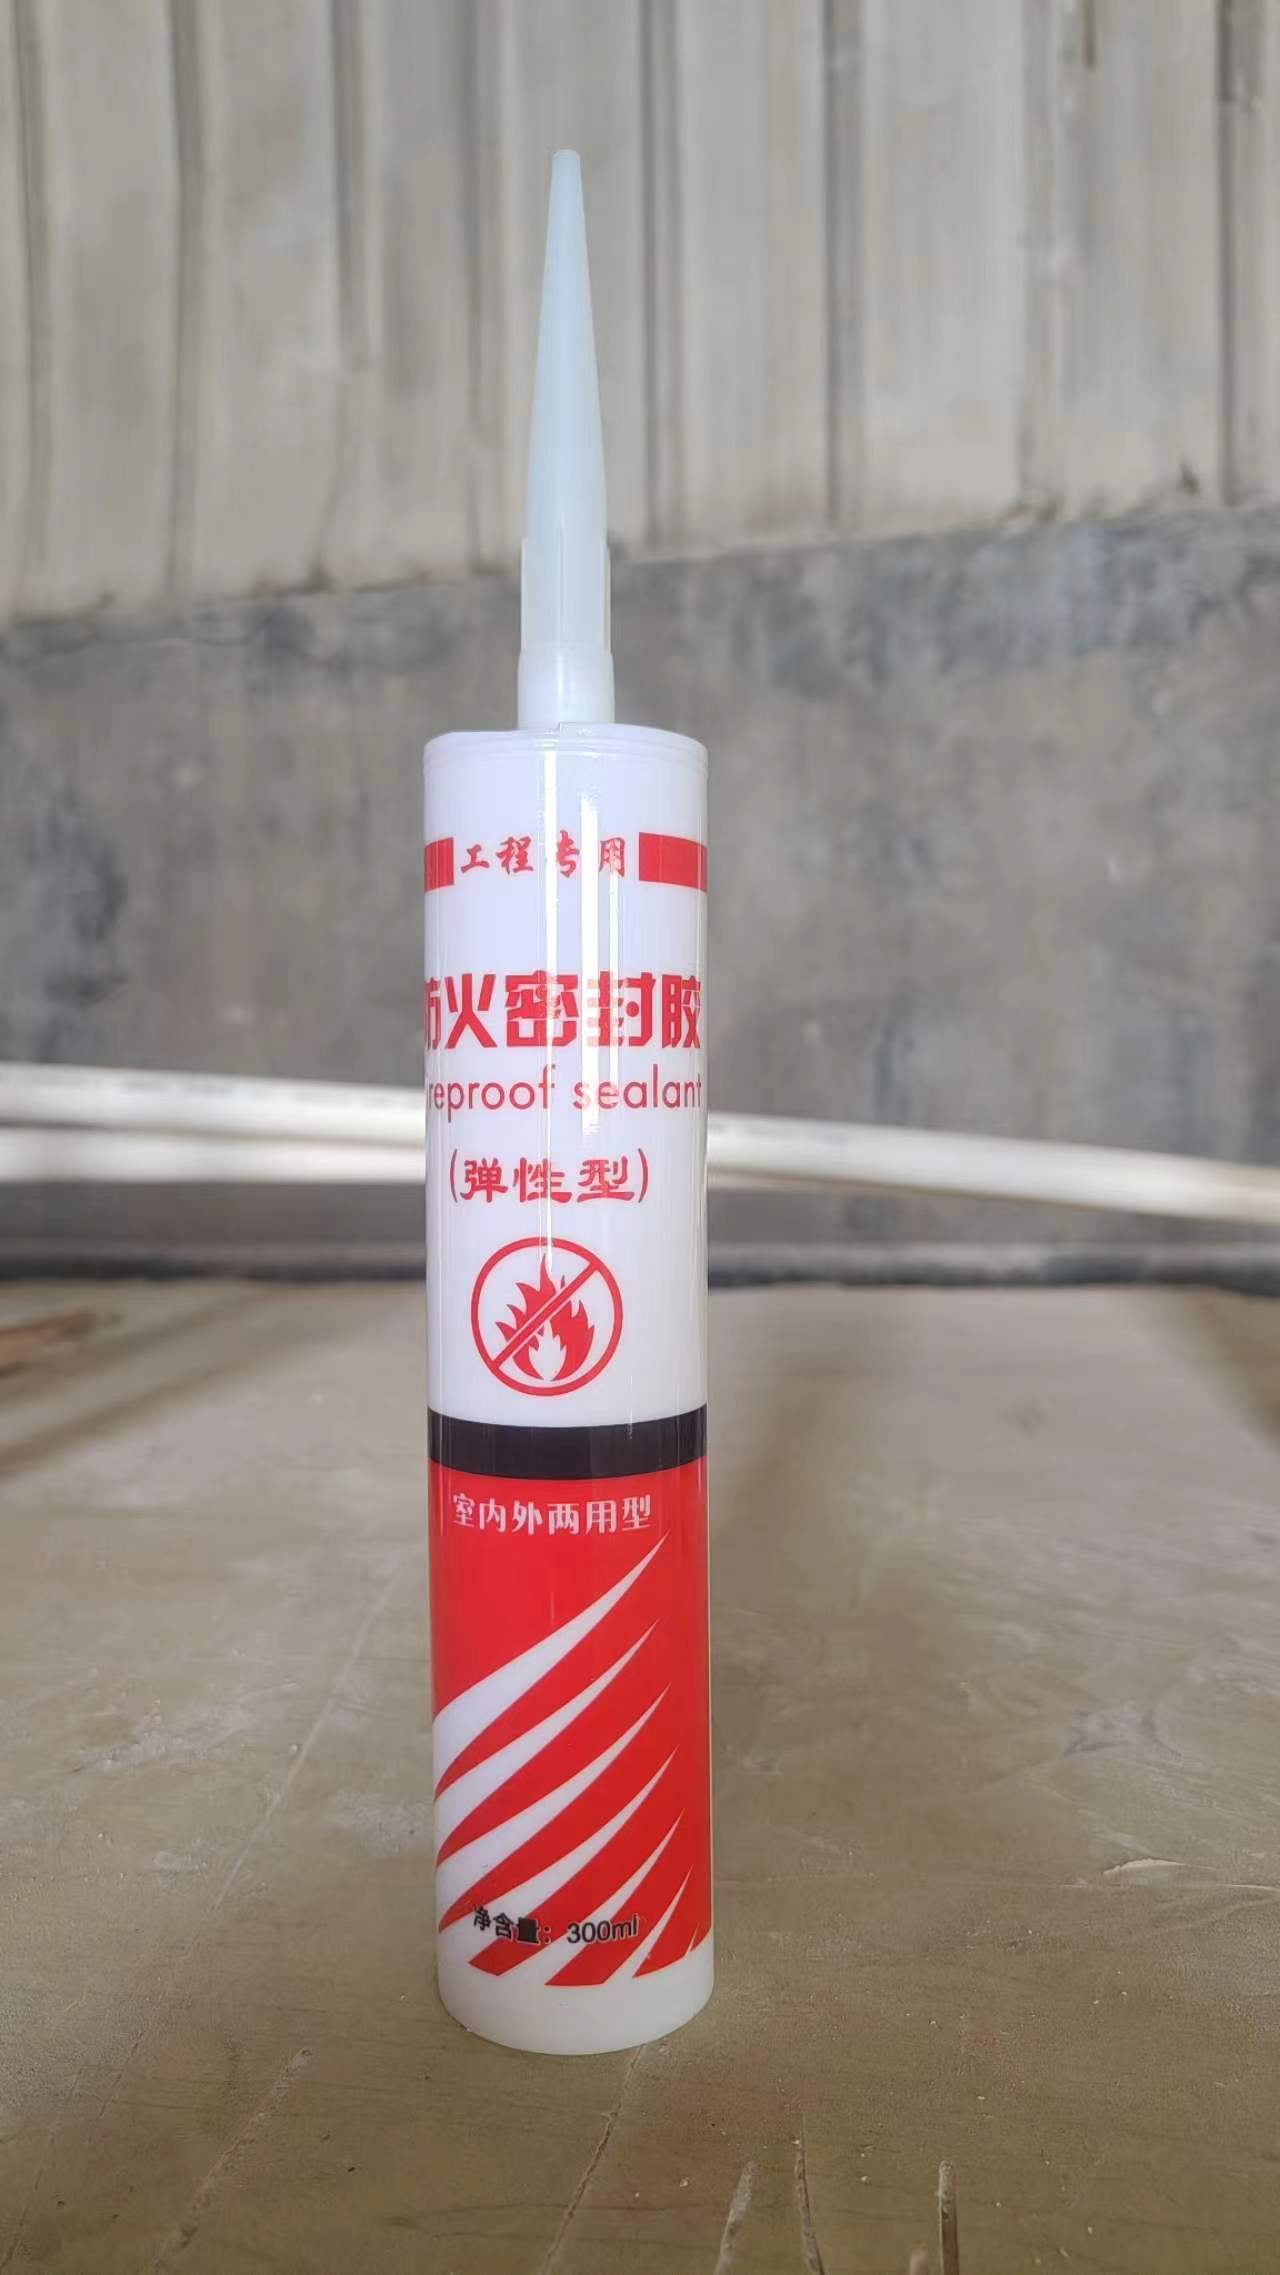 工程专用
防火密封胶
reproof sealant
(弹性型)
室内外两用型
净含量：300ml